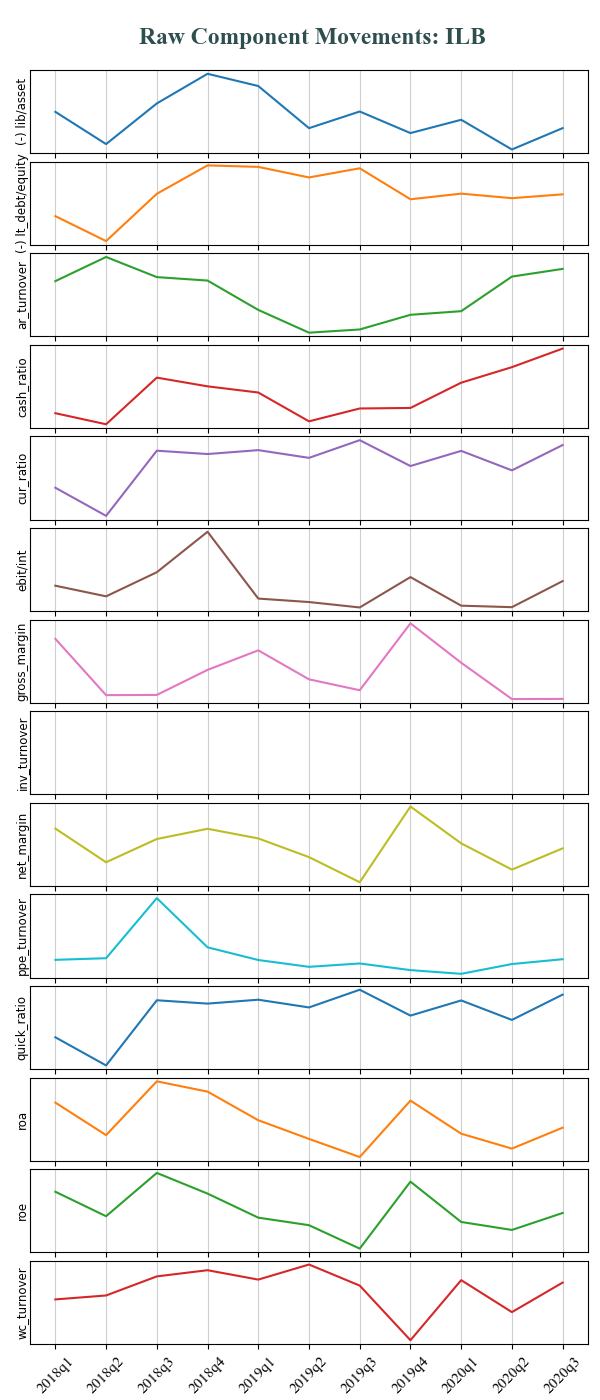 Raw Component Movements: ILB
(-) lib/asset
(-) lt_debt/equity
ar_turnover
cash_ratio
cur_ratio
ebit/int
gross_margin
inv_turnover
net_margin
ppe_turnover
quick_ratio
roa
roe
wc_turnover
2018q1 2018q2 2018q3 2018q4 2019q1 2019q2 2019q3 2019q4 2020q1 2020q2 2020q3